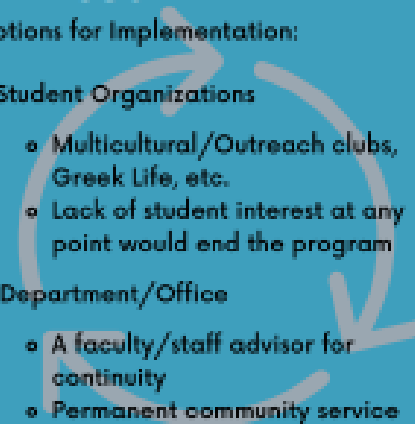 ptions for Implementation:
Student Organizations
Multicultural/Outreach clubs,
Greek Life, etc.
Lack of student interest at any
point would end the program
Department/Office
A faculty/staff advisor for
continuity
Permanent community service